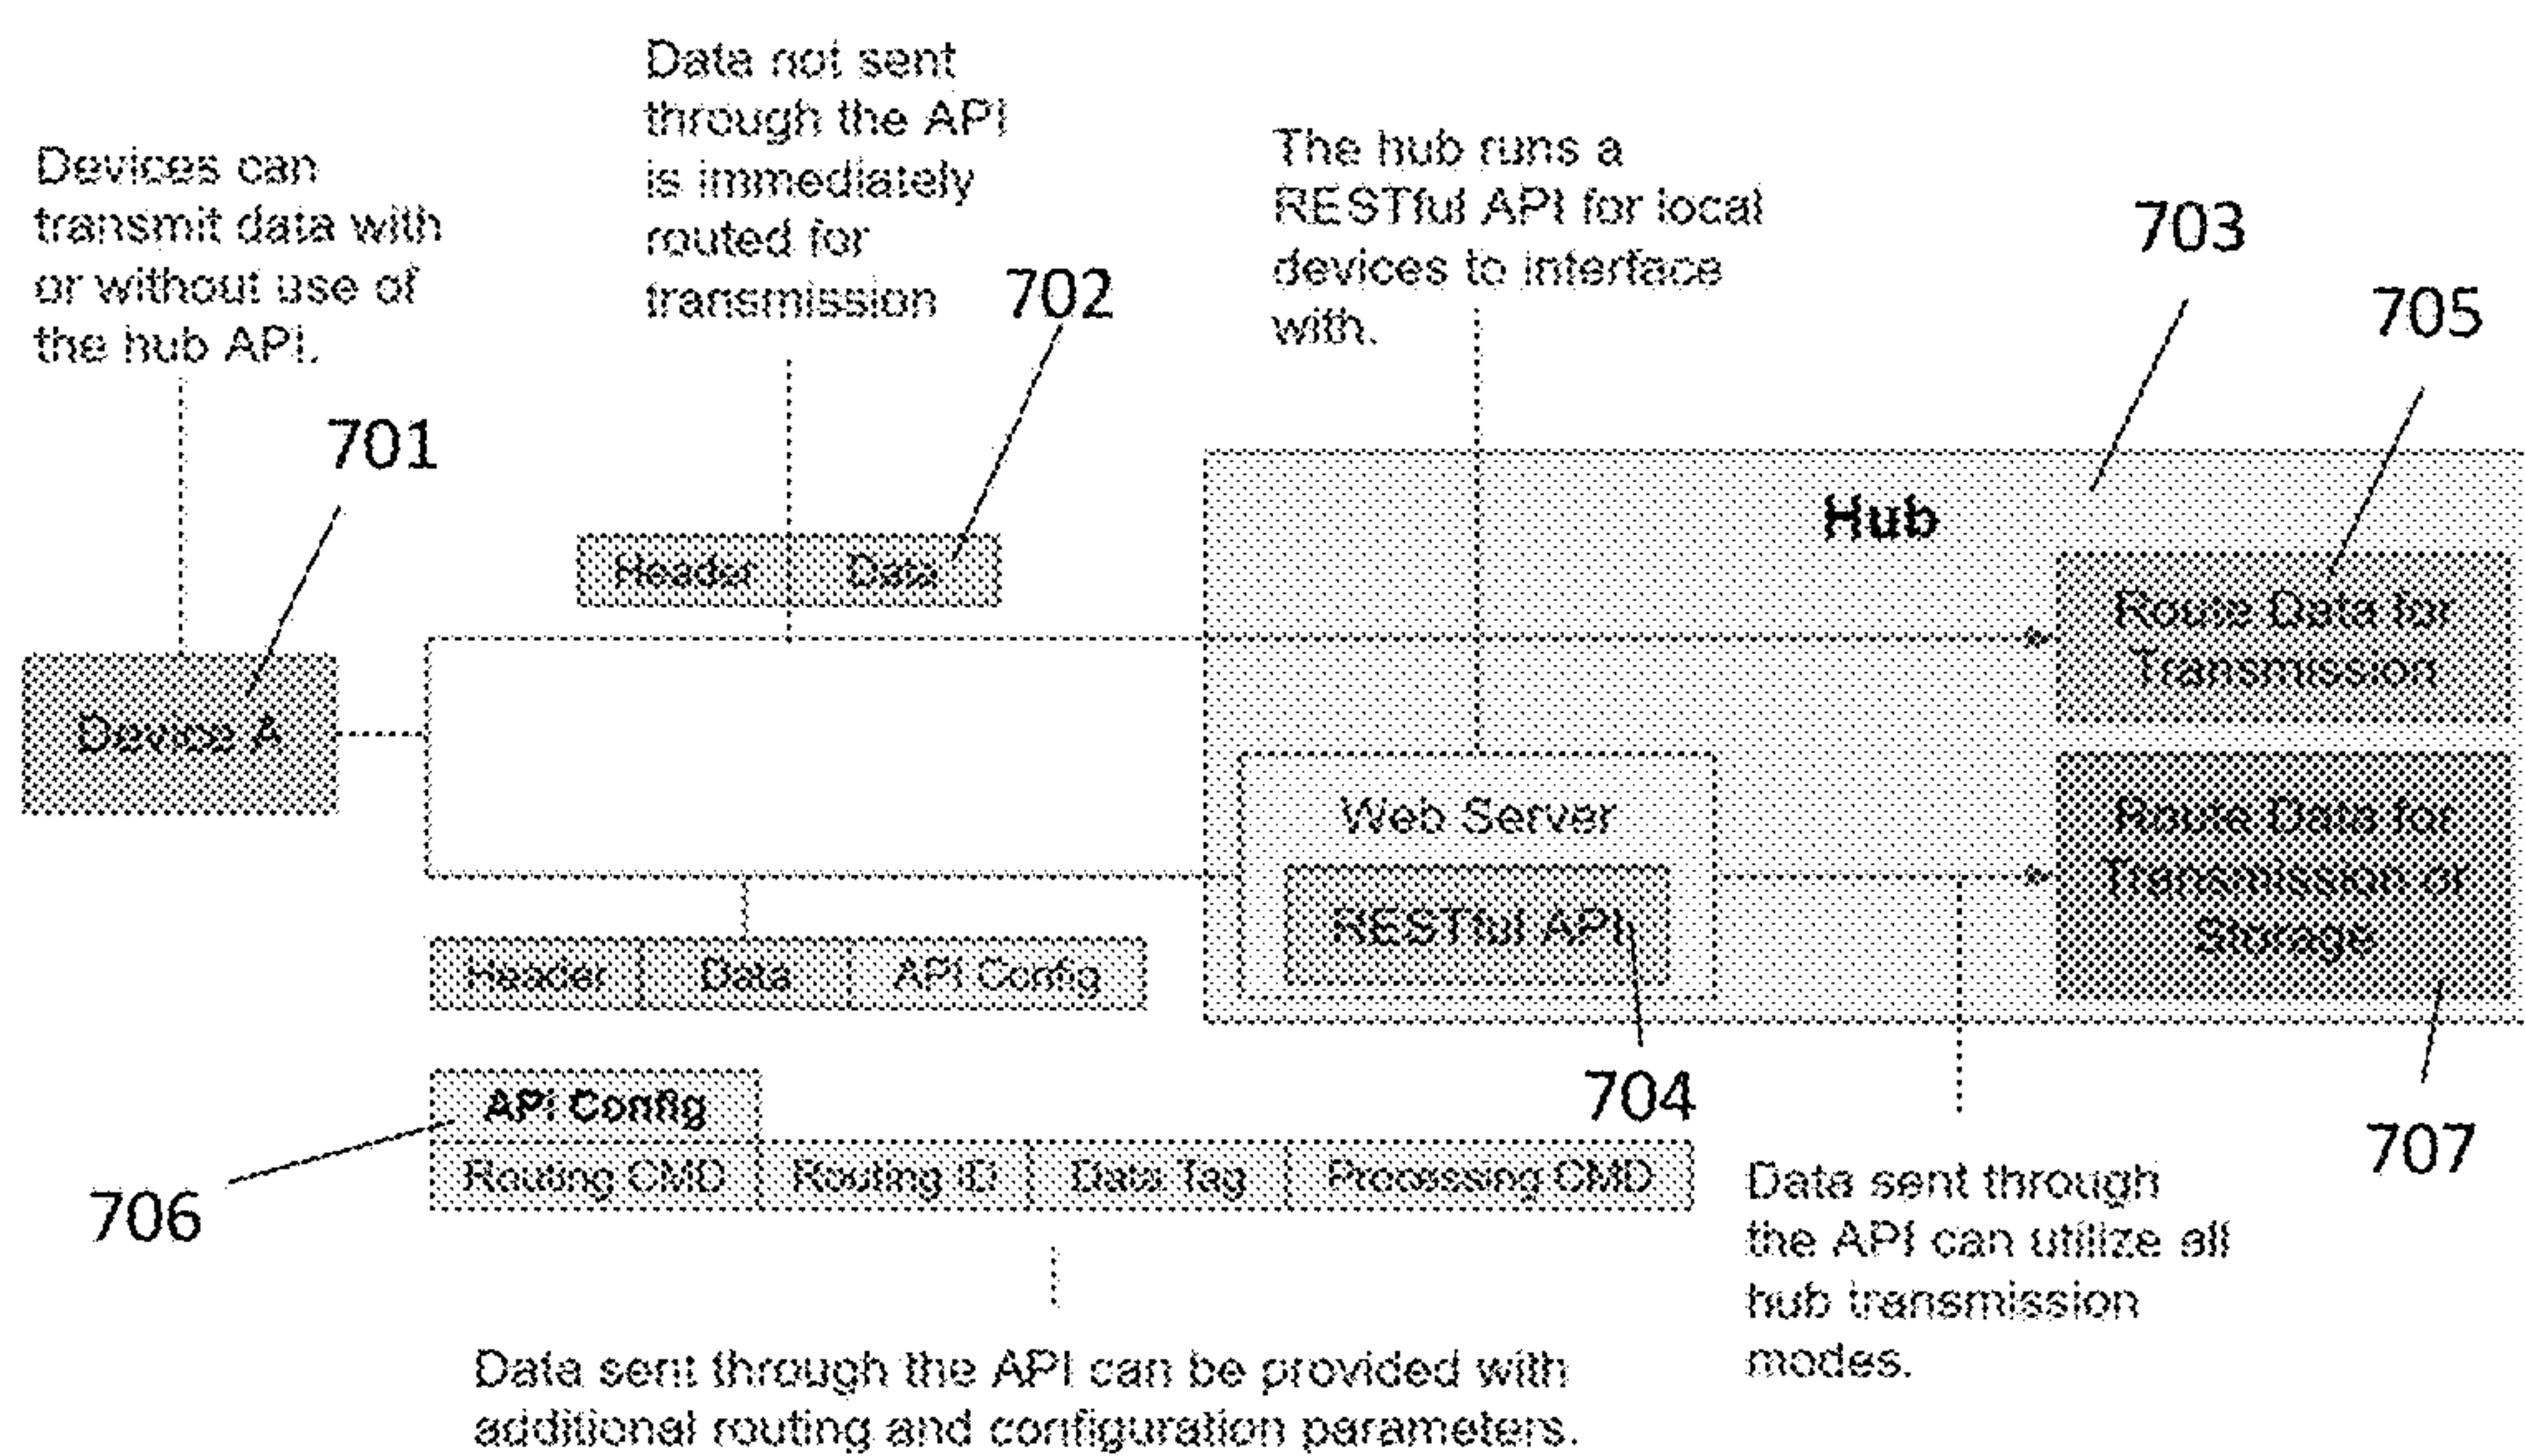 Devices can
transmit data with
or without use of
the hub API.
Data not sent
through the API
is immediately
routed for
transmission
The hub runs a
RESTful API for local
devices to interface
with.
701
702
703
705
Hub
Header Data
Device A
Route Data for
Transmission
Web Server
RESTful API
Route Data for
Transmission or
Storage
Header Data API Config
704
707
706
API Config
Routing CMD Routing ID Data Tag Processing CMD
Data sent through
the API can utilize all
hub transmission
modes.
Data sent through the API can be provided with
additional routing and configuration parameters.